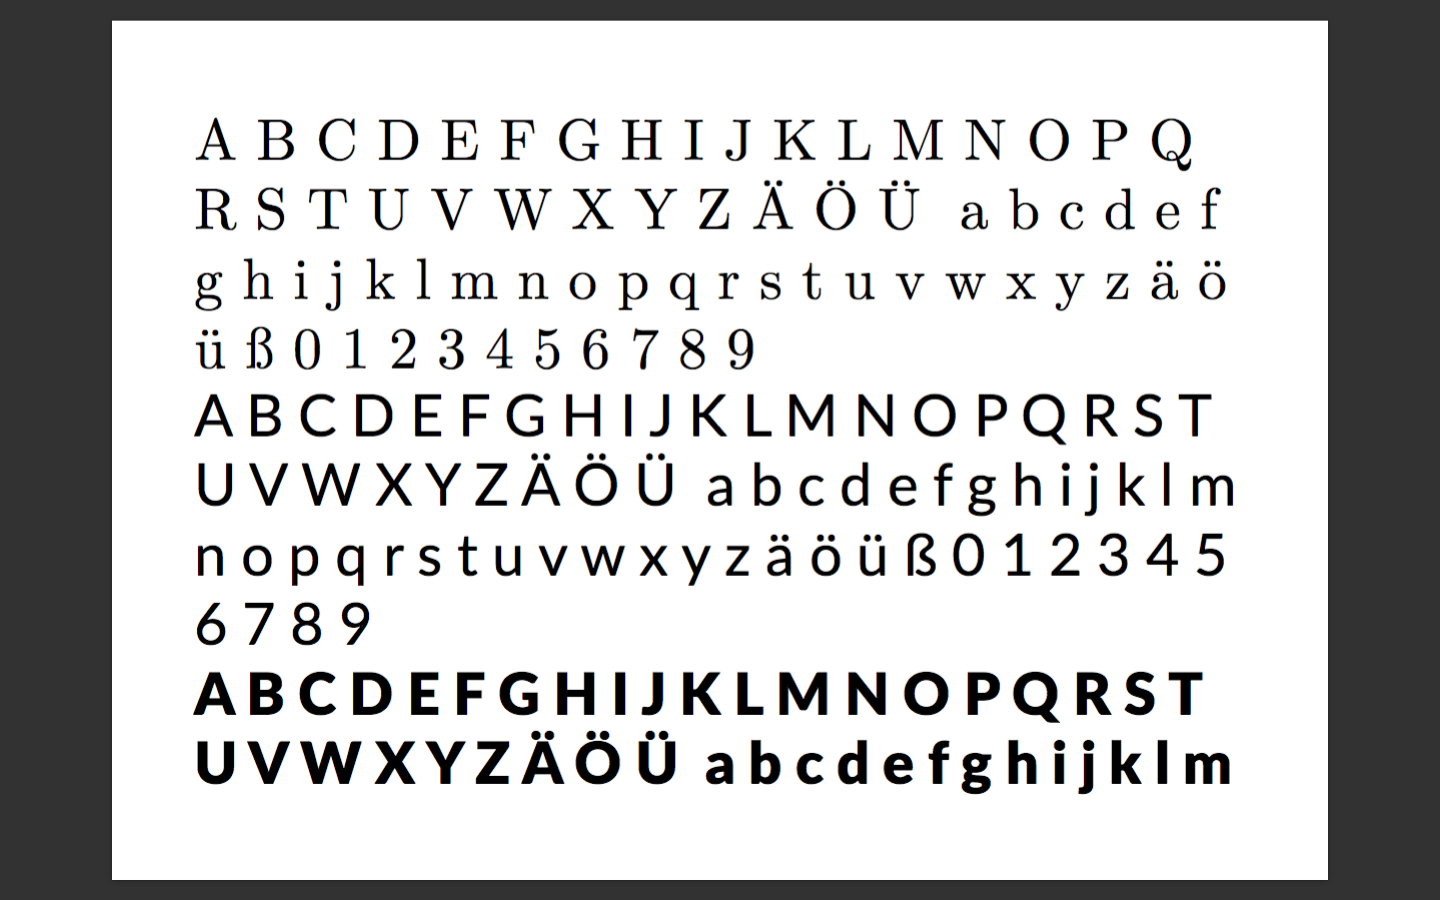 A B C D E F G H I J K L M N O P Q
R S T U V W X Y Z Ä Ö Ü a b c d e f
g h i j k l m n o p q r s t u v w x y z ä ö
ü ß 0 1 2 3 4 5 6 7 8 9
A B C D E F G H I J K L M N O P Q R S T
U V W X Y Z Ä Ö Ü a b c d e f g h i j k l m
n o p q r s t u v w x y z ä ö ü ß 0 1 2 3 4 5
6 7 8 9
A B C D E F G H I J K L M N O P Q R S T
U V W X Y Z Ä Ö Ü a b c d e f g h i j k l m